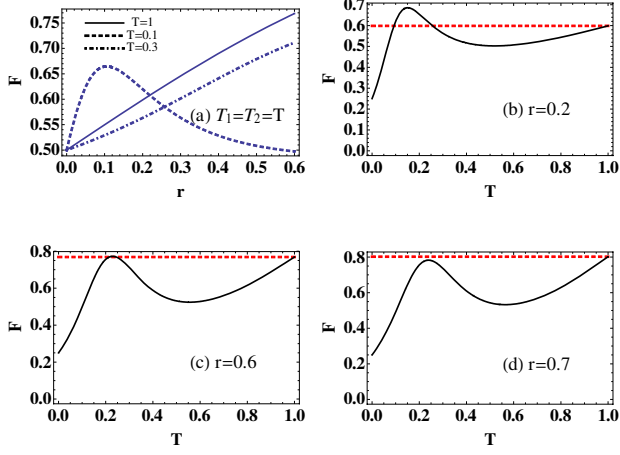 T=1
T=0.1
T=0.3
0.75
0.70
0.65
0.60
0.55
0.50
F
(a) T₁=T₂=T
0.0 0.1 0.2 0.3 0.4 0.5 0.6
r
0.7
0.6
0.5
0.4
0.3
0.2
0.1
0.0
F
(b) r=0.2
0.0 0.2 0.4 0.6 0.8 1.0
T
0.8
0.6
0.4
0.2
0.0
F
(c) r=0.6
0.0 0.2 0.4 0.6 0.8 1.0
T
0.8
0.6
0.4
0.2
0.0
F
(d) r=0.7
0.0 0.2 0.4 0.6 0.8 1.0
T